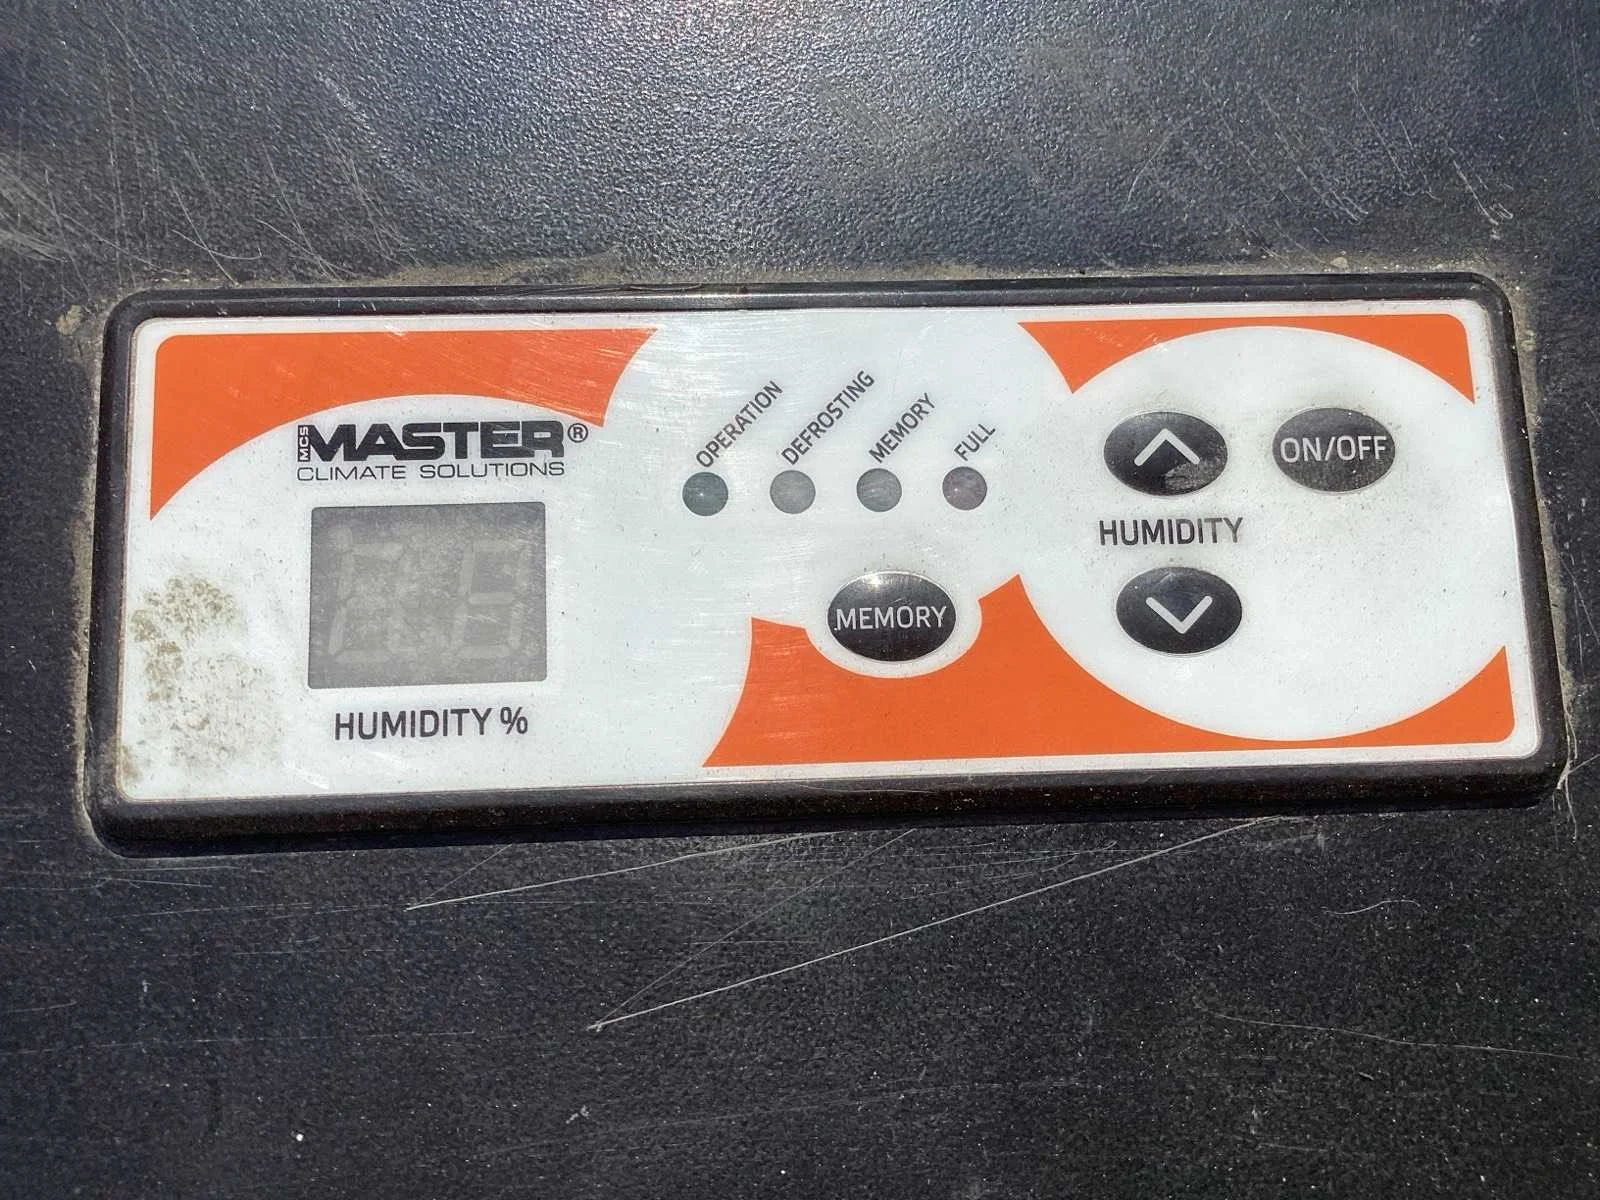 MCS MASTER®
CLIMATE SOLUTIONS
HUMIDITY %
OPERATION
DEFROSTING
MEMORY
FULL
MEMORY
HUMIDITY
ON/OFF